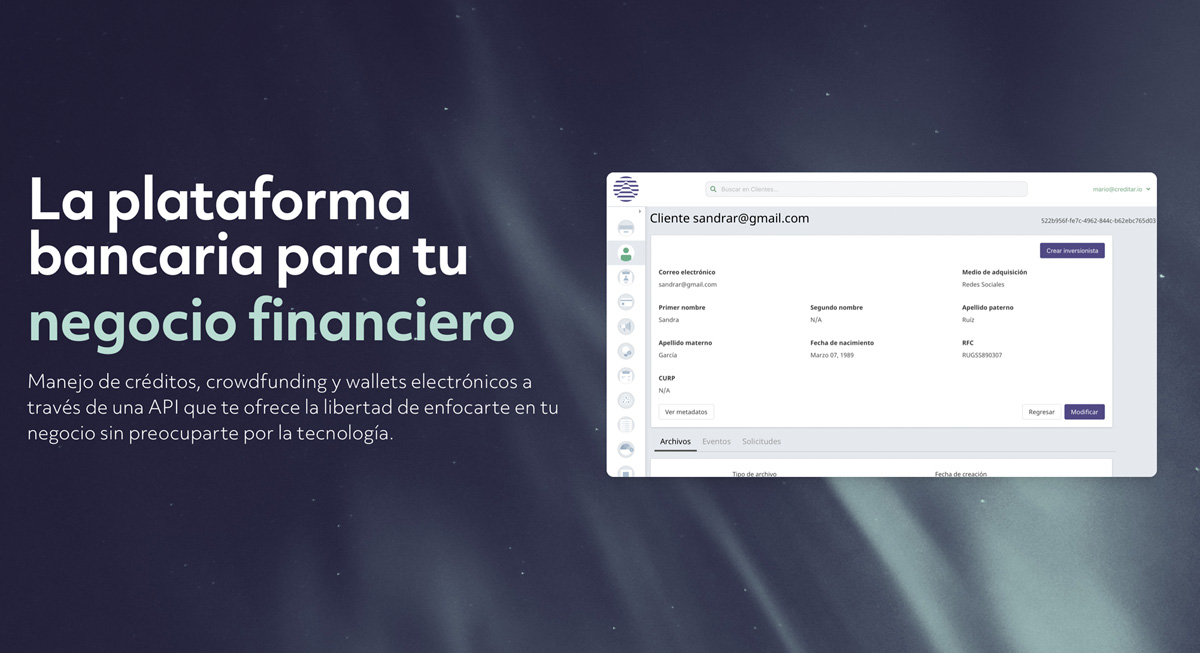 La plataforma
bancaria para tu
negocio financiero
Manejo de créditos, crowdfunding y wallets electrónicos a
través de una API que te ofrece la libertad de enfocarte en tu
negocio sin preocuparte por la tecnología.
Buscar en Clientes...
mario@creditar.io
Cliente sandrar@gmail.com
522b956f-fe7c-4962-844c-b62ebc765d03
Crear inversionista
Correo electrónico
sandrar@gmail.com
Medio de adquisición
Redes Sociales
Primer nombre
Sandra
Segundo nombre
N/A
Apellido paterno
Ruíz
Apellido materno
García
Fecha de nacimiento
Marzo 07, 1989
RFC
RUGS5890307
CURP
N/A
Ver metadatos
Regresar
Modificar
Archivos
Eventos
Solicitudes
Tipo de archivo
Fecha de creación